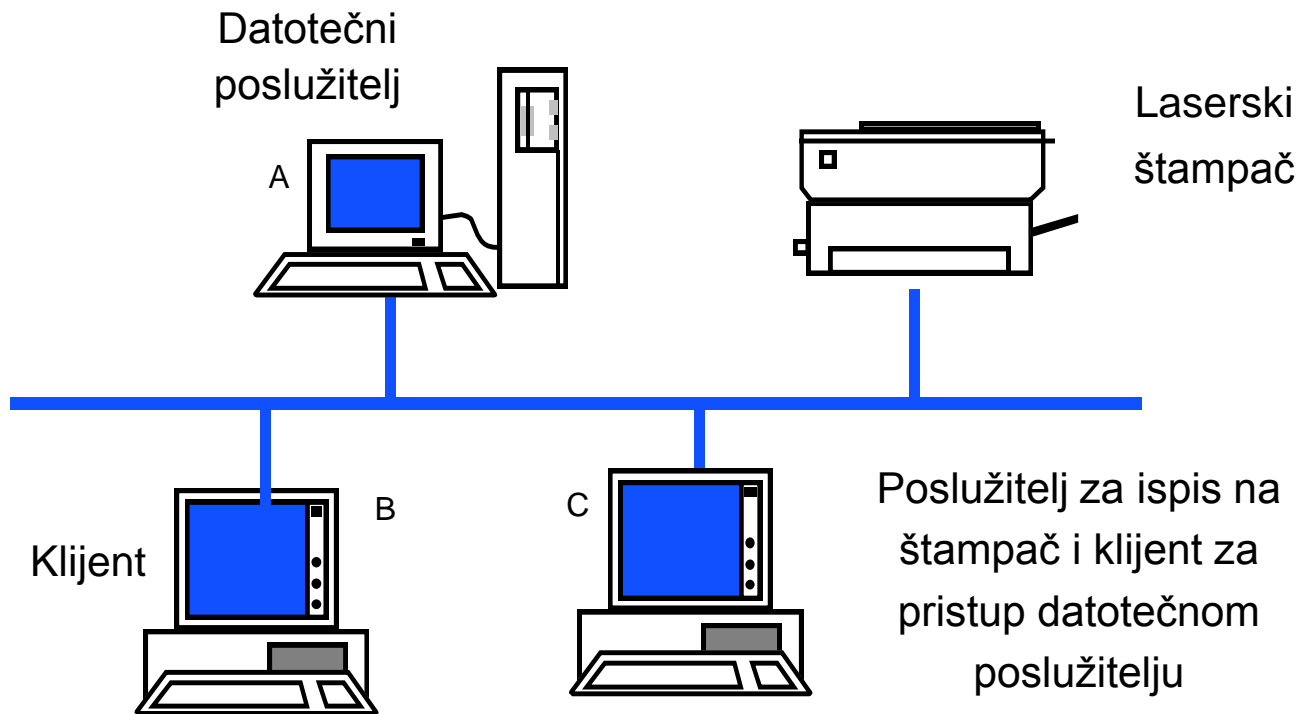 Datotečni
poslužitelj
A
Laserski
štampač
Klijent
B
C
Poslužitelj za ispis na
štampač i klijent za
pristup datotečnom
poslužitelju